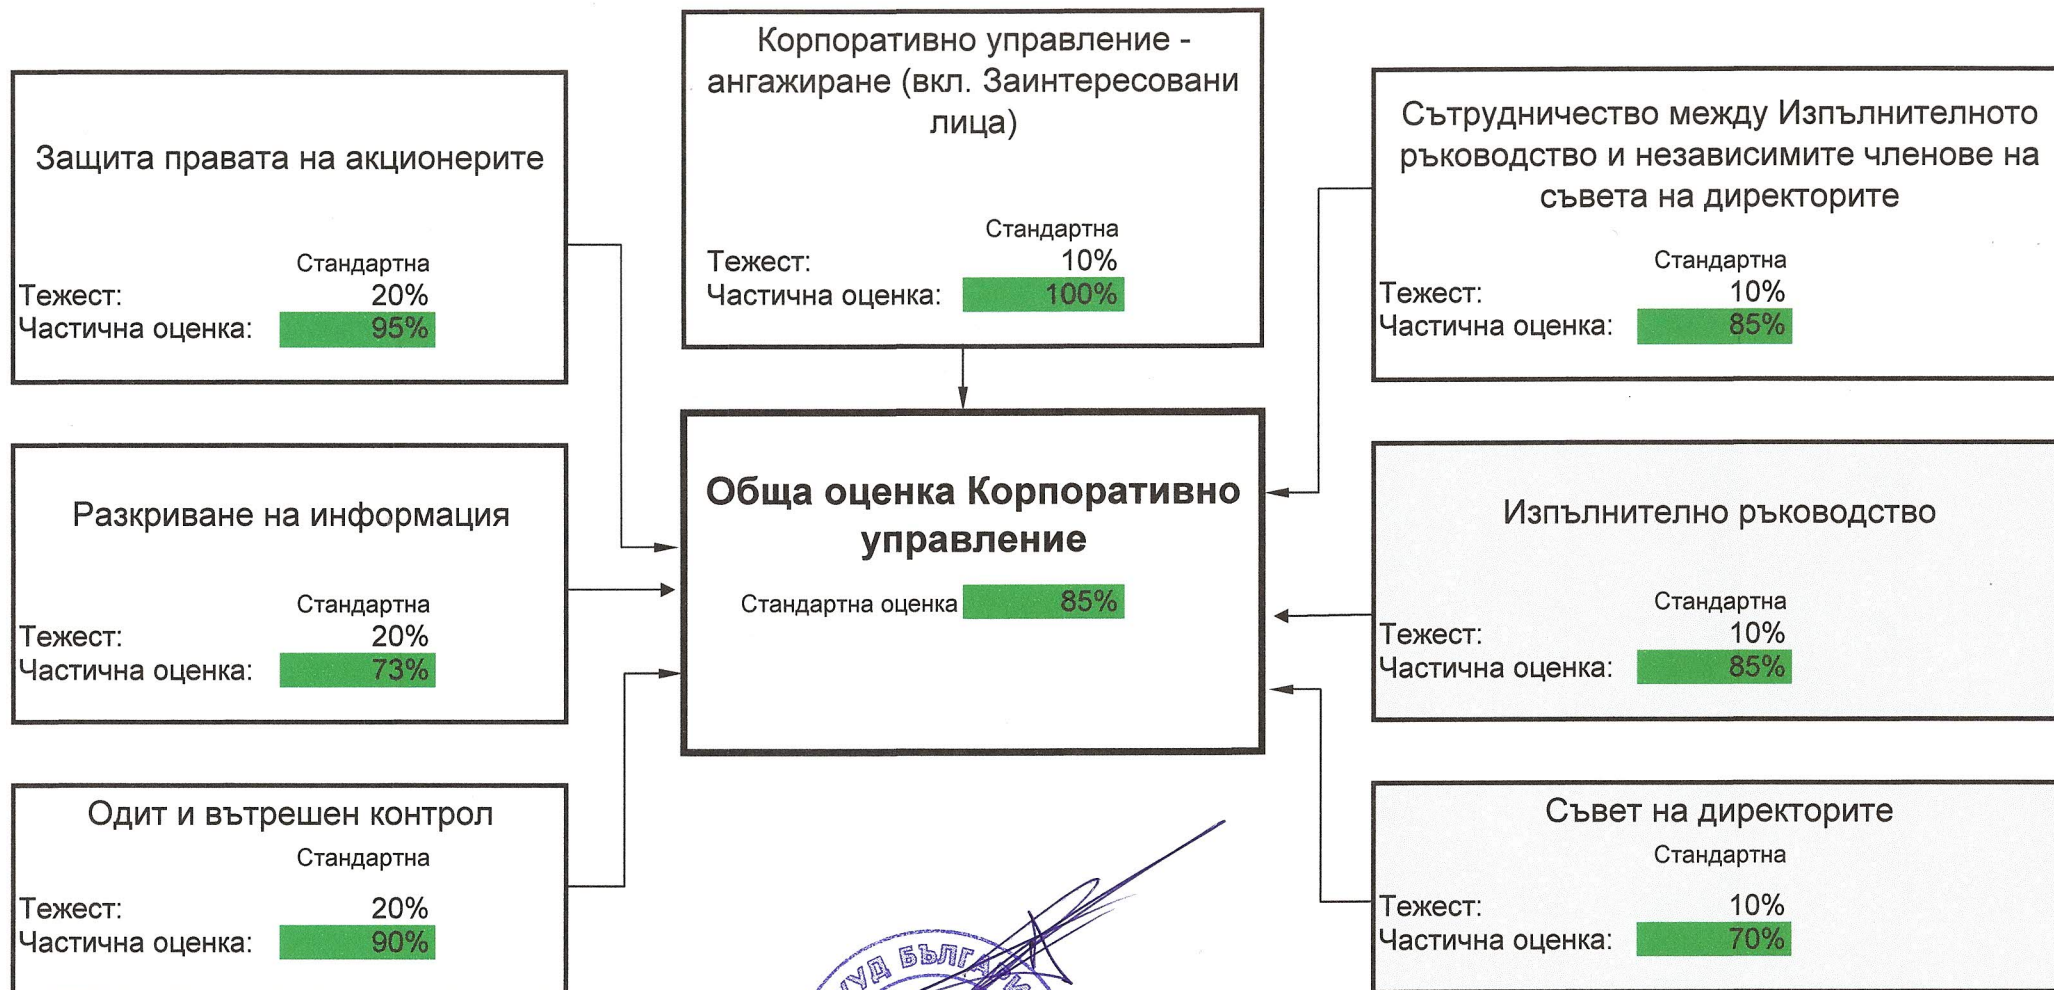 Корпоративно управление -
ангажиране (вкл. Заинтересовани
лица)
Стандартна
Тежест: 10%
Частична оценка: 100%
Защита правата на акционерите
Стандартна
Тежест: 20%
Частична оценка: 95%
Сътрудничество между Изпълнителното
ръководство и независимите членове на
съвета на директорите
Стандартна
Тежест: 10%
Частична оценка: 85%
Разкриване на информация
Стандартна
Тежест: 20%
Частична оценка: 73%
Обща оценка Корпоративно
управление
Стандартна оценка 85%
Изпълнително ръководство
Стандартна
Тежест: 10%
Частична оценка: 85%
Одит и вътрешен контрол
Стандартна
Тежест: 20%
Частична оценка: 90%
Съвет на директорите
Стандартна
Тежест: 10%
Частична оценка: 70%